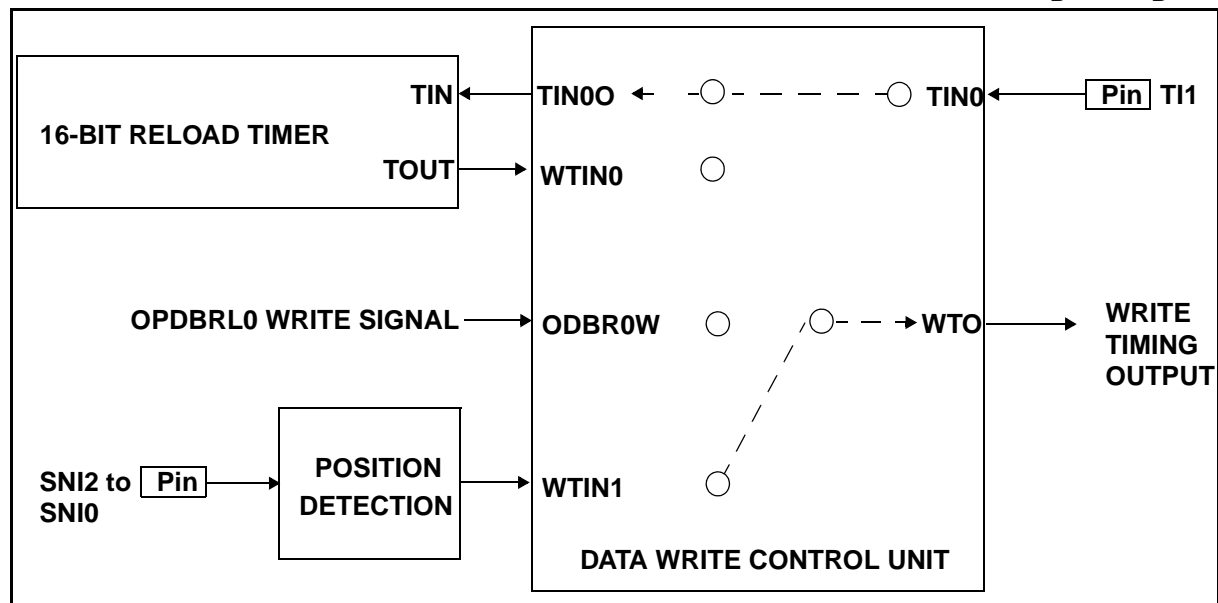 TIN
TIN0O
TIN0
Pin
TI1
16-BIT RELOAD TIMER
TOUT
WTIN0
OPDBRL0 WRITE SIGNAL
ODBR0W
WTO
WRITE
TIMING
OUTPUT
SNI2 to
SNI0
Pin
POSITION
DETECTION
WTIN1
DATA WRITE CONTROL UNIT